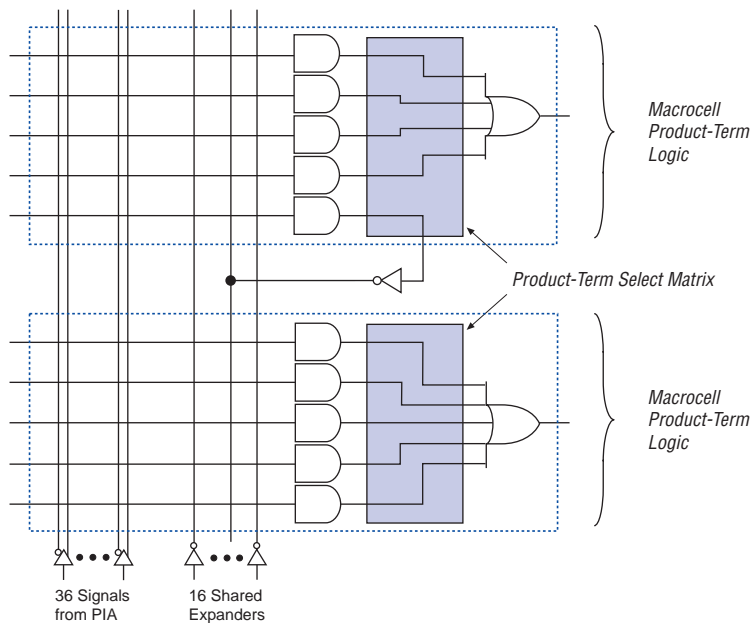 Macrocell
Product-Term
Logic
Product-Term Select Matrix
Macrocell
Product-Term
Logic
36 Signals
from PIA
16 Shared
Expanders